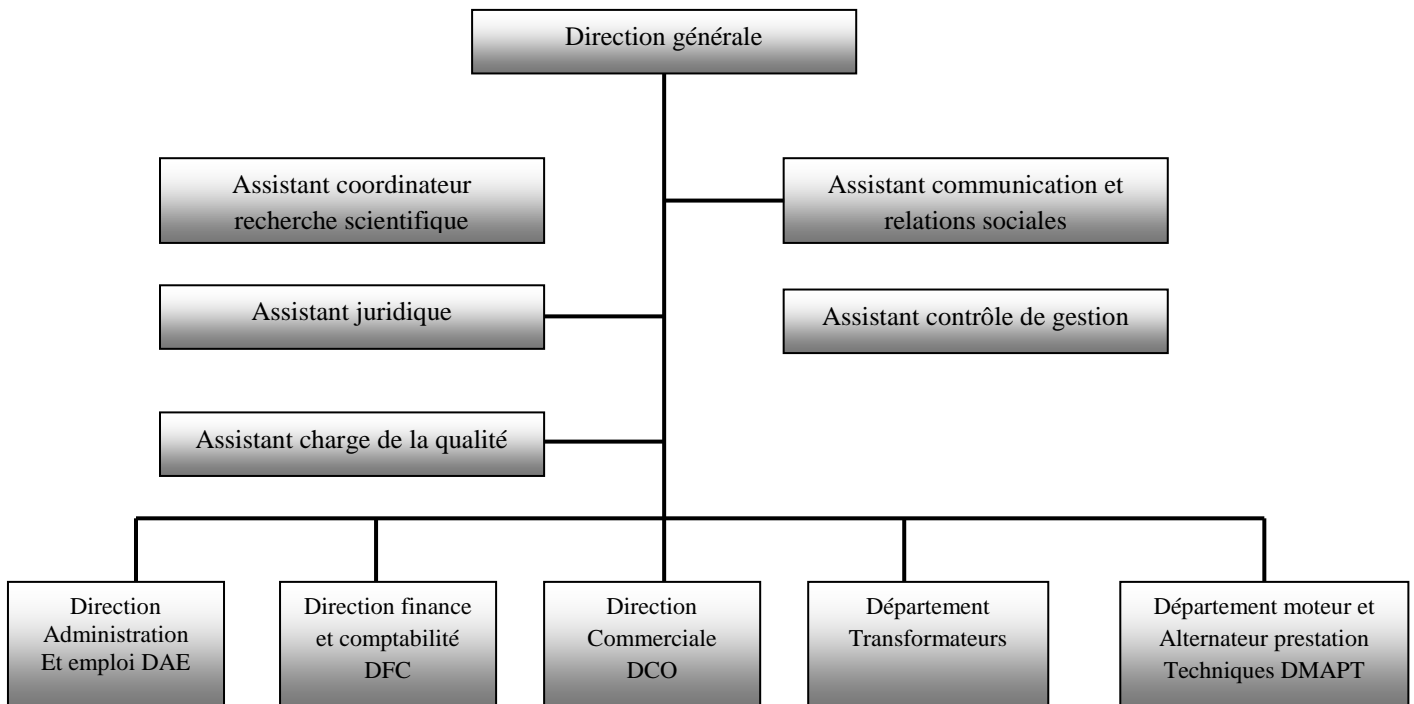 Direction générale
Assistant coordinateur
recherche scientifique
Assistant communication et
relations sociales
Assistant juridique
Assistant contrôle de gestion
Assistant charge de la qualité
Direction
Administration
Et emploi DAE
Direction finance
et comptabilité
DFC
Direction
Commerciale
DCO
Département
Transformateurs
Département moteur et
Alternateur prestation
Techniques DMAPT